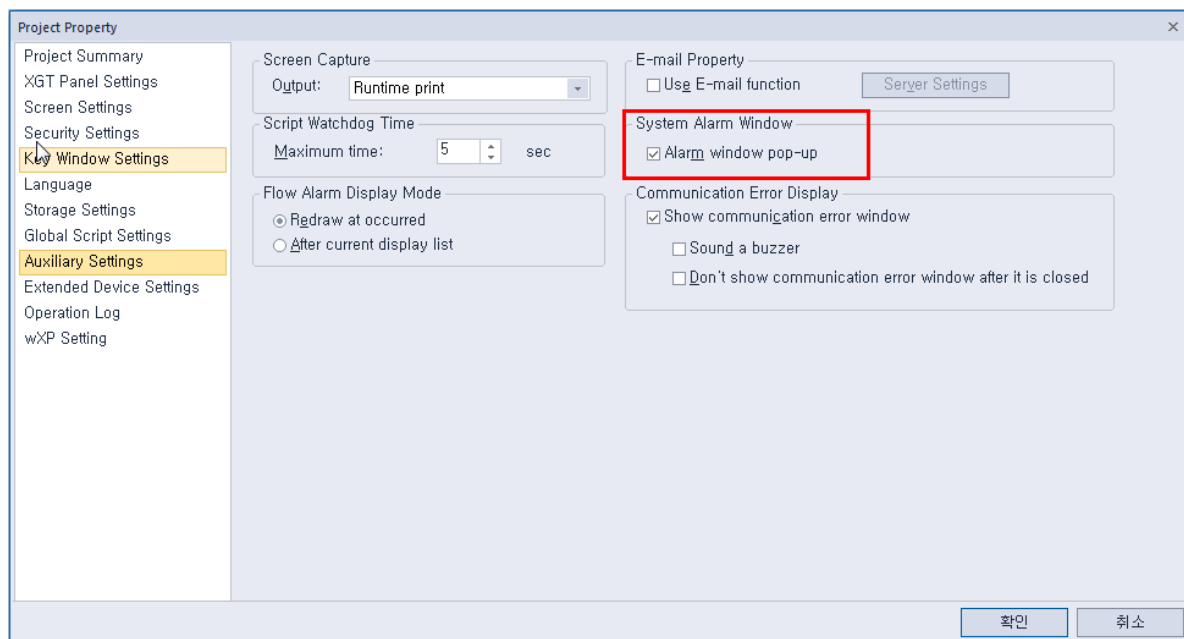 Project Property
Project Summary
XGT Panel Settings
Screen Settings
Security Settings
Key Window Settings
Language
Storage Settings
Global Script Settings
Auxiliary Settings
Extended Device Settings
Operation Log
wXP Setting
Screen Capture
Output: Runtime print
Script Watchdog Time
Maximum time: 5 sec
Flow Alarm Display Mode
Redraw at occurred
After current display list
E-mail Property
Use E-mail function Server Settings
System Alarm Window
Alarm window pop-up
Communication Error Display
Show communication error window
Sound a buzzer
Don't show communication error window after it is closed
확인 취소